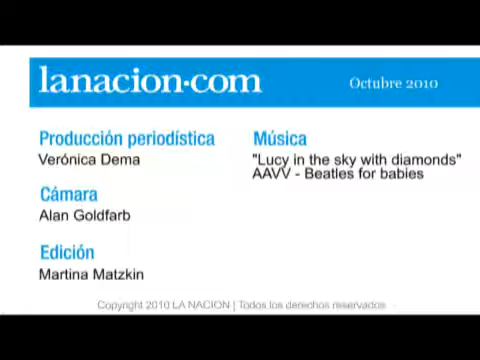 lanacion.com
Octubre 2010
Producción periodística
Verónica Dema
Cámara
Alan Goldfarb
Edición
Martina Matzkin
Música
"Lucy in the sky with diamonds"
AAVV - Beatles for babies
Copyright 2010 LA NACION | Todos los derechos reservados